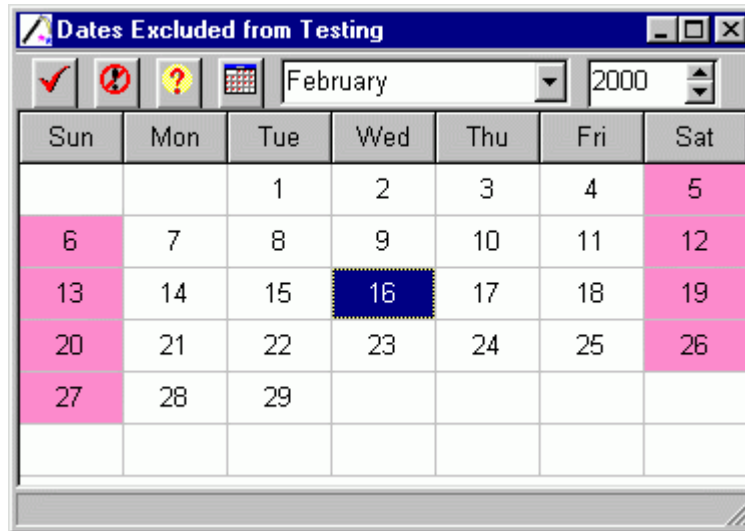 Dates Excluded from Testing
February 2000
Sun Mon Tue Wed Thu Fri Sat
1 2 3 4 5
6 7 8 9 10 11 12
13 14 15 16 17 18 19
20 21 22 23 24 25 26
27 28 29